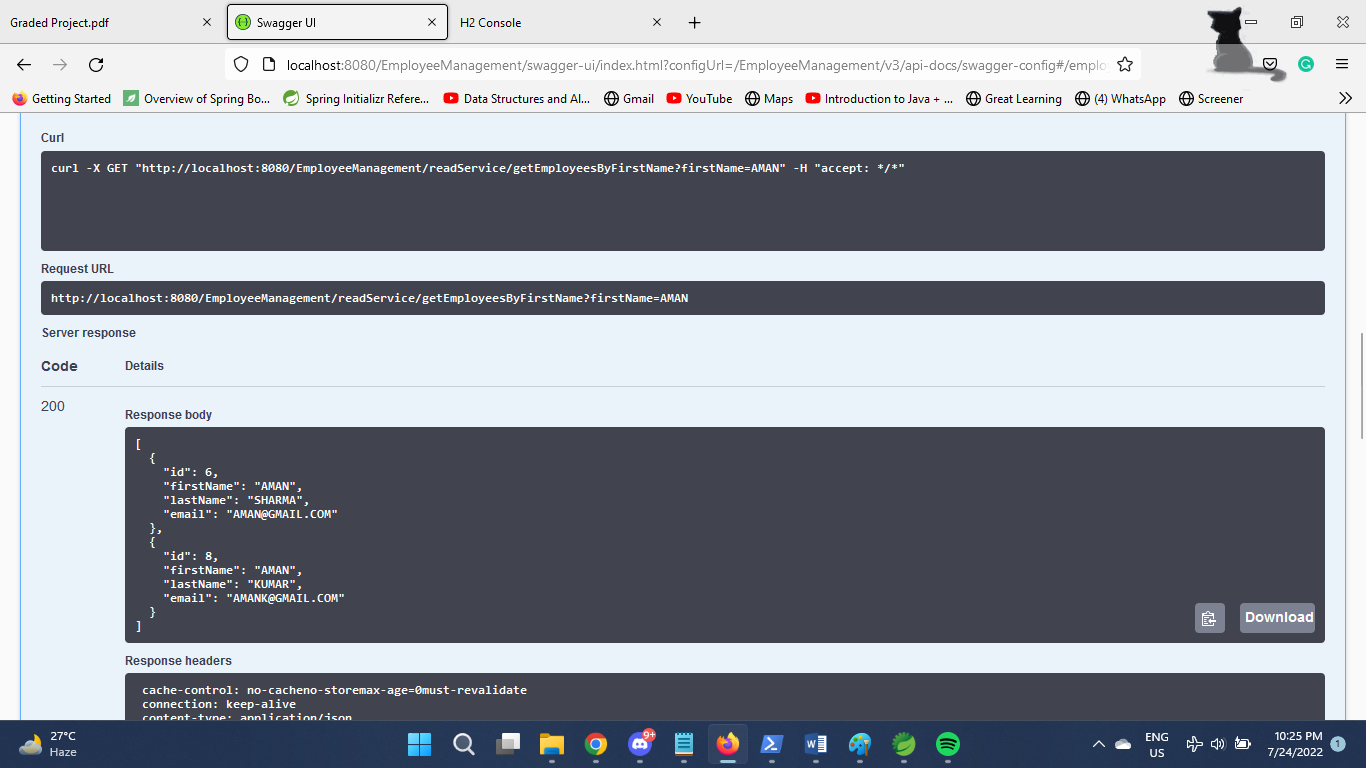 Graded Project.pdf
Swagger UI
H2 Console
localhost:8080/EmployeeManagement/swagger-ui/index.html?configUrl=/EmployeeManagement/v3/api-docs/swagger-config#/emplo
Getting Started
Overview of Spring Bo...
Spring Initializr Refere...
Data Structures and Al...
Gmail
YouTube
Maps
Introduction to Java + ...
Great Learning
(4) WhatsApp
Screener
Curl
curl -X GET "http://localhost:8080/EmployeeManagement/readService/getEmployeesByFirstName?firstName=AMAN" -H "accept: */*"
Request URL
http://localhost:8080/EmployeeManagement/readService/getEmployeesByFirstName?firstName=AMAN
Server response
Code Details
200
Response body
[
{
"id": 6,
"firstName": "AMAN",
"lastName": "SHARMA",
"email": "AMAN@GMAIL.COM"
},
{
"id": 8,
"firstName": "AMAN",
"lastName": "KUMAR",
"email": "AMANK@GMAIL.COM"
}
]
Download
Response headers
cache-control: no-cacheno-storemax-age=0must-revalidate
connection: keep-alive
content-type: application/json
27°C
Haze
9+
ENG
US
10:25 PM
7/24/2022
1